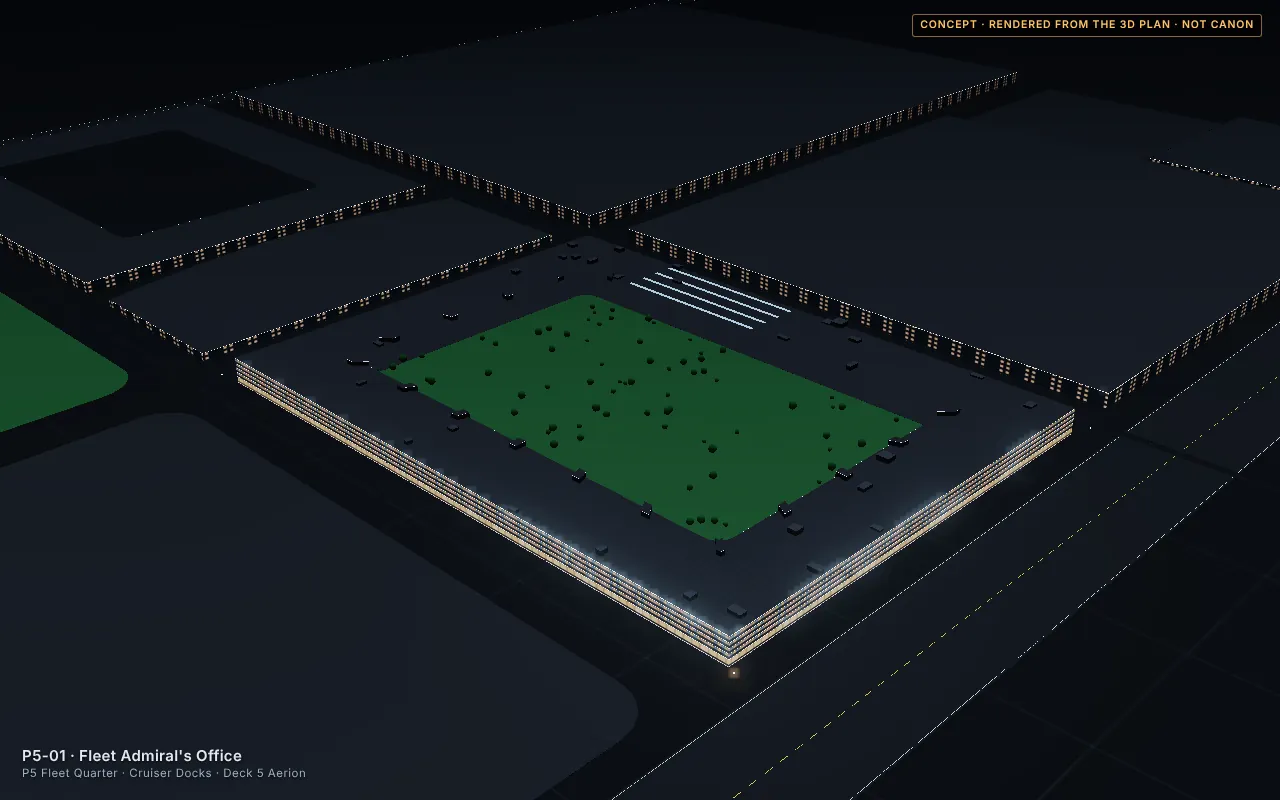 CONCEPT · RENDERED FROM THE 3D PLAN · NOT CANON
P5-01 · Fleet Admiral's Office
P5 Fleet Quarter · Cruiser Docks · Deck 5 Aerion